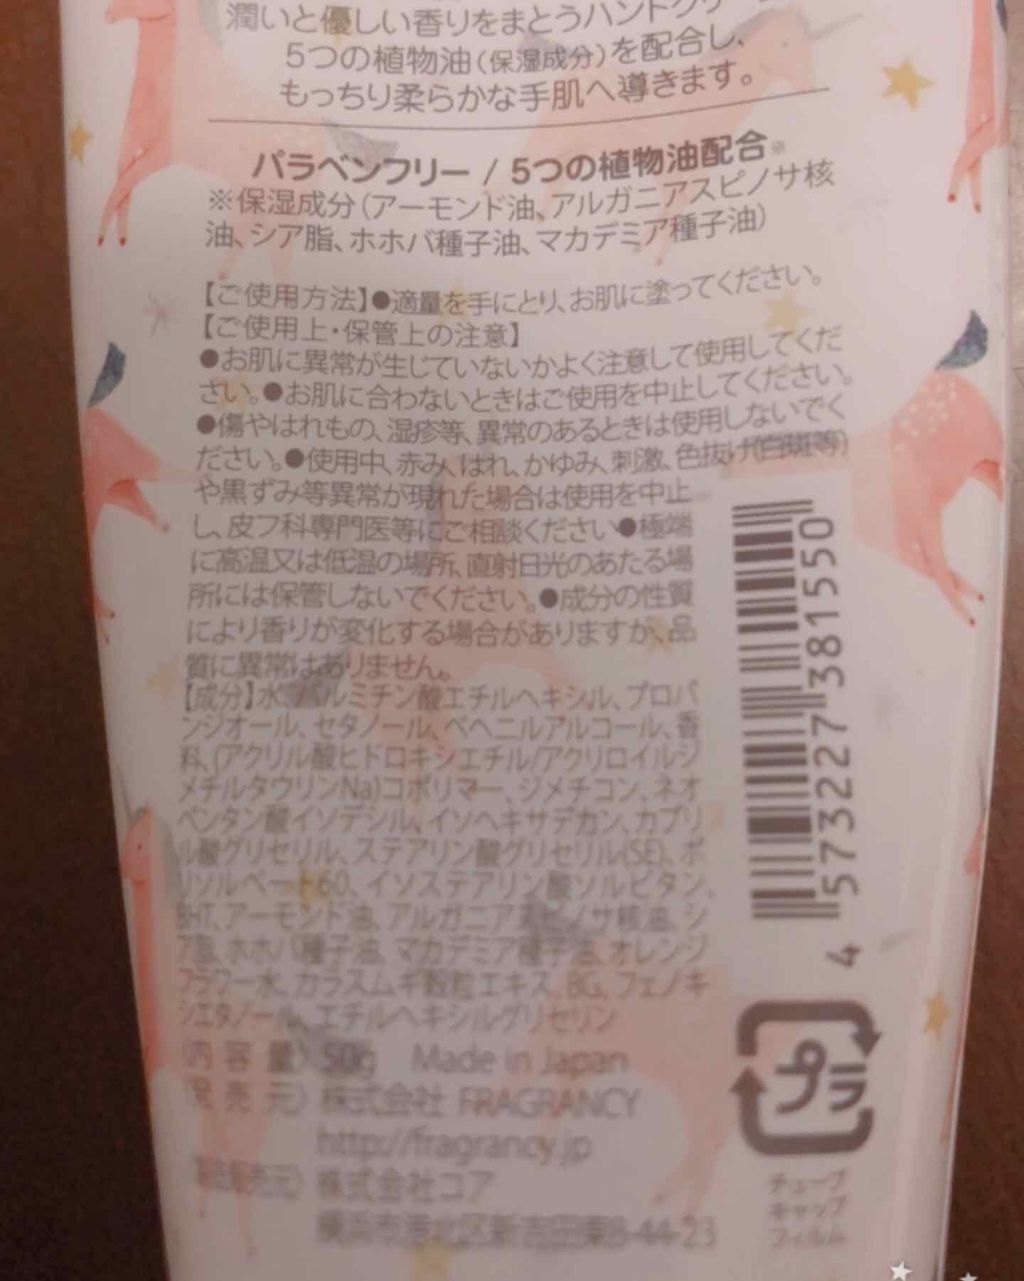 潤いと優しい香りをまとうハンドクリーム
5つの植物油(保湿成分)を配合し、
もっちり柔らかな手肌へ導きます。
パラベンフリー / 5つの植物油配合※
※保湿成分(アーモンド油、アルガニアスピノサ核
油、シア脂、ホホバ種子油、マカデミア種子油)
【ご使用方法】●適量を手にとり、お肌に塗ってください。
【ご使用上・保管上の注意】
●お肌に異常が生じていないかよく注意して使用してくだ
さい。●お肌に合わないときはご使用を中止してください。
●傷やはれもの、湿疹等、異常のあるときは使用しないでく
ださい。●使用中、赤み、はれ、かゆみ、刺激、色抜け(白斑等)
や黒ずみ等異常が現れた場合は使用を中止
し、皮フ科専門医等にご相談ください●極端
に高温又は低温の場所、直射日光のあたる場
所には保管しないでください。●成分の性質
により香りが変化する場合がありますが、品
質に異常はありません。
【成分】水、パルミチン酸エチルヘキシル、プロパ
ンジオール、セタノール、ベヘニルアルコール、香
料、(アクリル酸ヒドロキシエチル/アクリロイルジ
メチルタウリンNa)コポリマー、ジメチコン、ネオ
ペンタン酸イソデシル、イソヘキサデカン、カプリ
ル酸グリセリル、ステアリン酸グリセリル(SE)、ポ
リソルベート60、イソステアリン酸ソルビタン、
BHT、アーモンド油、アルガニアスピノサ核油、シ
ア脂、ホホバ種子油、マカデミア種子油、オレンジ
フラワー水、カラスムギ穀粒エキス、BG、フェノキ
シエタノール、エチルヘキシルグリセリン
(内容量) 50g Made in Japan
発売元) 株式会社 FRAGRANCY
http://fragrancy.jp
製造販売元) 株式会社コア
横浜市港北区新吉田東8-44-23
4 573227 381550
プラ
チューブ
キャップ
フィルム